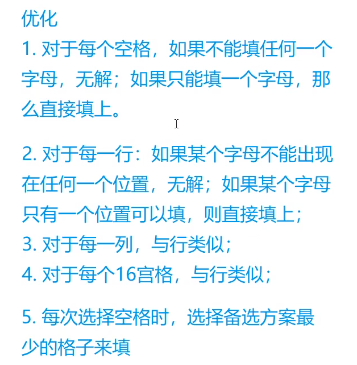 优化
1. 对于每个空格，如果不能填任何一个
字母，无解；如果只能填一个字母，那
么直接填上。
2. 对于每一行：如果某个字母不能出现
在任何一个位置，无解；如果某个字母
只有一个位置可以填，则直接填上；
3. 对于每一列，与行类似；
4. 对于每个16宫格，与行类似；
5. 每次选择空格时，选择备选方案最
少的格子来填